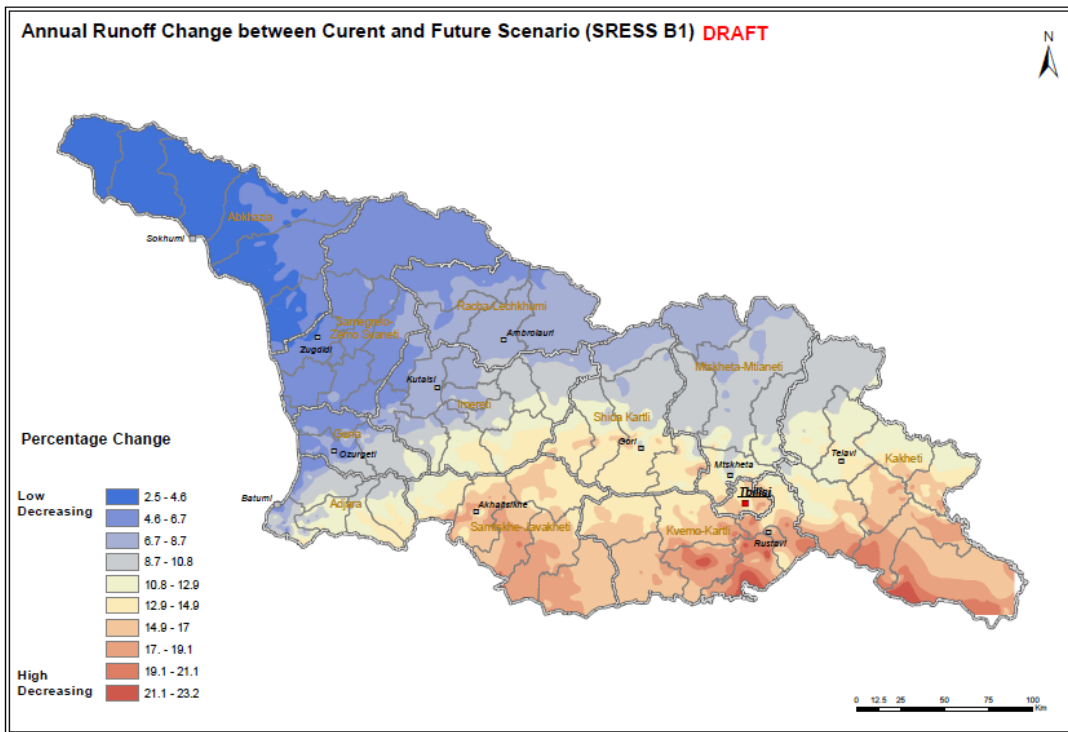 Annual Runoff Change between Curent and Future Scenario (SRESS B1) DRAFT
N
Abkhazia
Sokhumi
Racha-Lechkhumi
Ambrolauri
Samegrelo-
Zemo Svaneti
Zugdidi
Mtskheta-Mtianeti
Kutaisi
Imereti
Shida Kartli
Guria
Gori
Ozurgeti
Telavi
Kakheti
Mtskheta
Batumi
Adjara
Tbilisi
Akhaltsikhe
Samtskhe-Javakheti
Kvemo-Kartli
Rustavi
Percentage Change
Low
Decreasing
2.5 - 4.6
4.6 - 6.7
6.7 - 8.7
8.7 - 10.8
10.8 - 12.9
12.9 - 14.9
14.9 - 17
17. - 19.1
19.1 - 21.1
21.1 - 23.2
High
Decreasing
0 12.5 25 50 75 100
Km